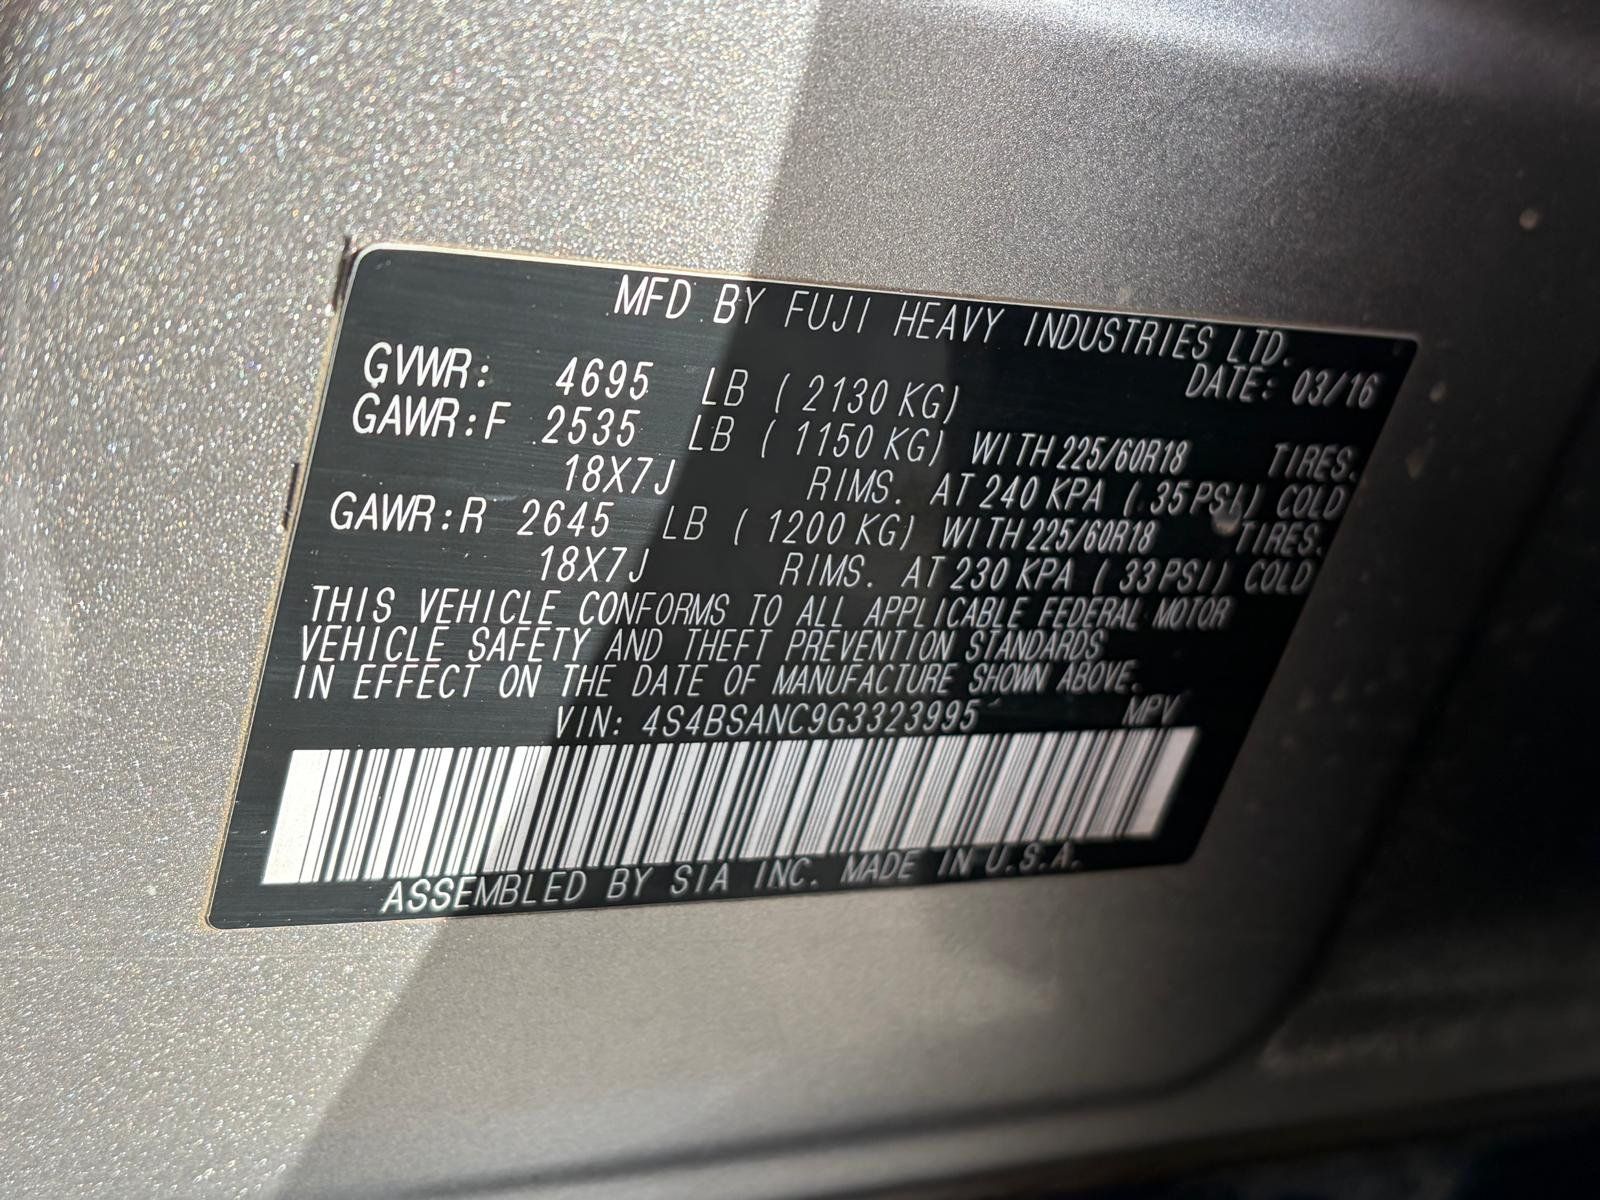 MFD BY FUJI HEAVY INDUSTRIES LTD.
DATE: 03/16
GVWR: 4695 LB ( 2130 KG)
GAWR:F 2535 LB ( 1150 KG) WITH 225/60R18 TIRES.
18X7J RIMS. AT 240 KPA ( 35 PSI) COLD
GAWR:R 2645 LB ( 1200 KG) WITH 225/60R18 TIRES.
18X7J RIMS. AT 230 KPA ( 33 PSI) COLD
THIS VEHICLE CONFORMS TO ALL APPLICABLE FEDERAL MOTOR
VEHICLE SAFETY AND THEFT PREVENTION STANDARDS
IN EFFECT ON THE DATE OF MANUFACTURE SHOWN ABOVE.
VIN: 4S4BSANC9G3323995 MPV
ASSEMBLED BY SIA INC. MADE IN U.S.A.